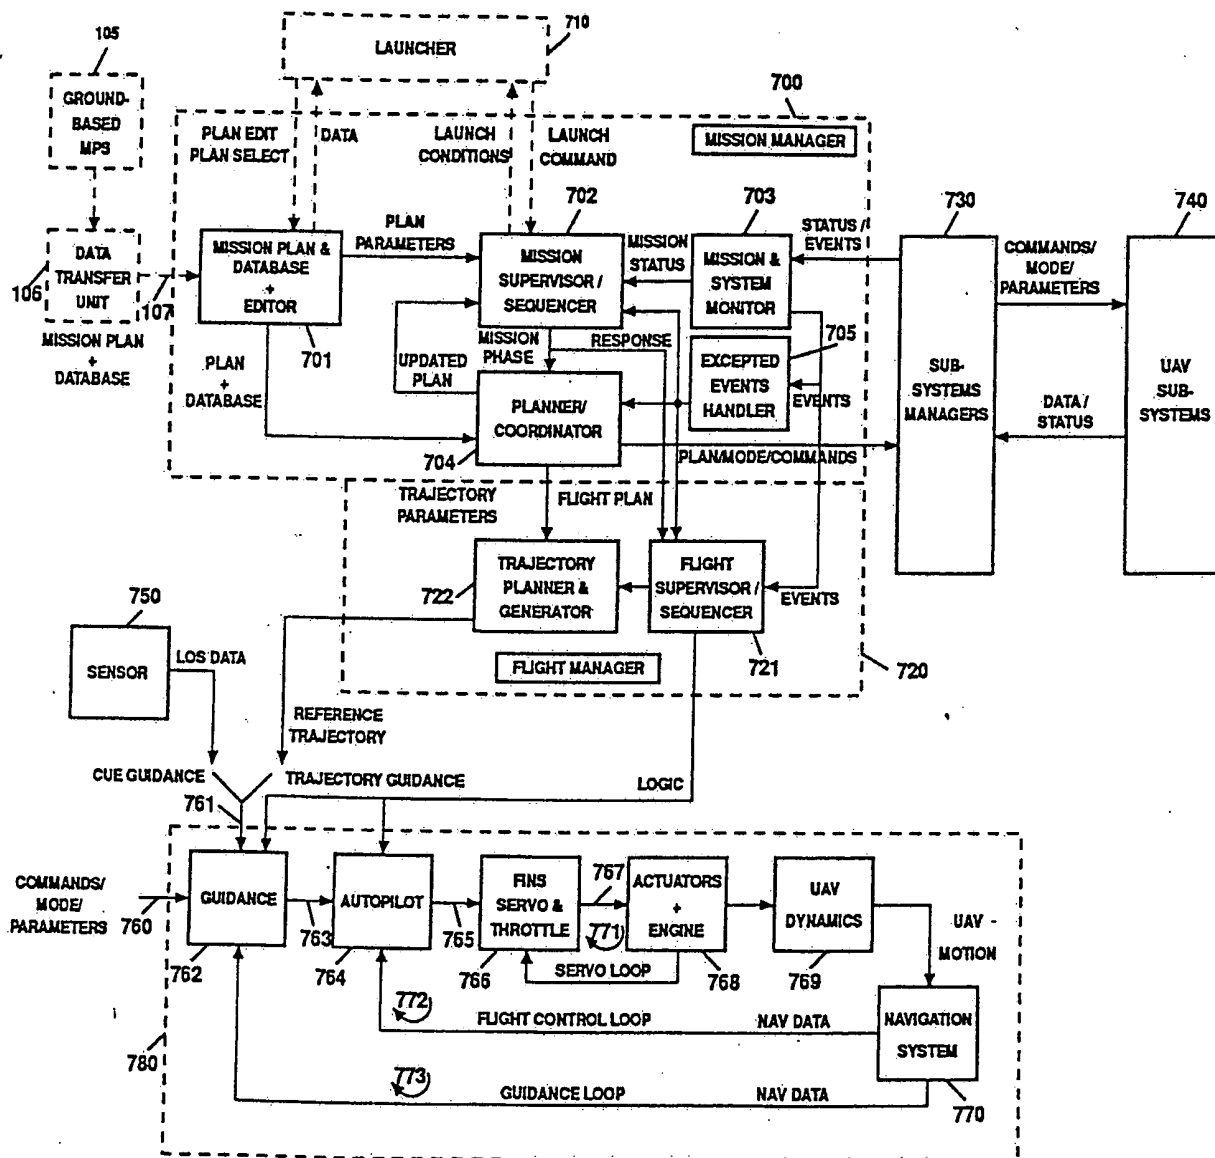 105
710
LAUNCHER
GROUND-
BASED
MPS
700
PLAN EDIT
PLAN SELECT
DATA
LAUNCH
CONDITIONS
LAUNCH
COMMAND
MISSION MANAGER
702
703
730
740
DATA
TRANSFER
UNIT
106
107
MISSION PLAN
+
DATABASE
MISSION PLAN &
DATABASE
+
EDITOR
701
PLAN
PARAMETERS
MISSION
SUPERVISOR /
SEQUENCER
MISSION
STATUS
MISSION &
SYSTEM
MONITOR
STATUS /
EVENTS
COMMANDS/
MODE/
PARAMETERS
MISSION
PHASE
RESPONSE
705
UPDATED
PLAN
PLAN
+
DATABASE
PLANNER/
COORDINATOR
704
EXCEPTED
EVENTS
HANDLER
EVENTS
SUB-
SYSTEMS
MANAGERS
DATA /
STATUS
UAV
SUB-
SYSTEMS
PLAN/MODE/COMMANDS
TRAJECTORY
PARAMETERS
FLIGHT PLAN
TRAJECTORY
PLANNER &
GENERATOR
722
FLIGHT
SUPERVISOR /
SEQUENCER
721
EVENTS
FLIGHT MANAGER
720
750
SENSOR
LOS DATA
REFERENCE
TRAJECTORY
CUE GUIDANCE
TRAJECTORY GUIDANCE
LOGIC
761
COMMANDS/
MODE/
PARAMETERS
760
GUIDANCE
762
763
AUTOPILOT
764
765
FINS
SERVO &
THROTTLE
766
767
771
SERVO LOOP
ACTUATORS
+
ENGINE
768
UAV
DYNAMICS
769
UAV -
MOTION
772
FLIGHT CONTROL LOOP
NAV DATA
NAVIGATION
SYSTEM
770
780
773
GUIDANCE LOOP
NAV DATA